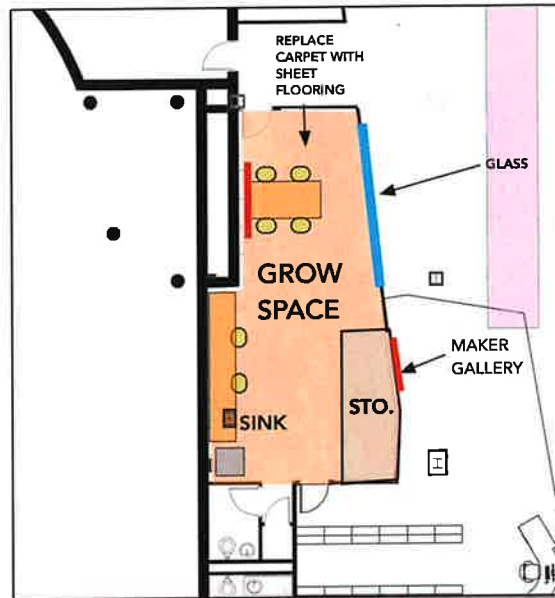 REPLACE
CARPET WITH
SHEET
FLOORING
GLASS
GROW
SPACE
MAKER
GALLERY
STO.
SINK